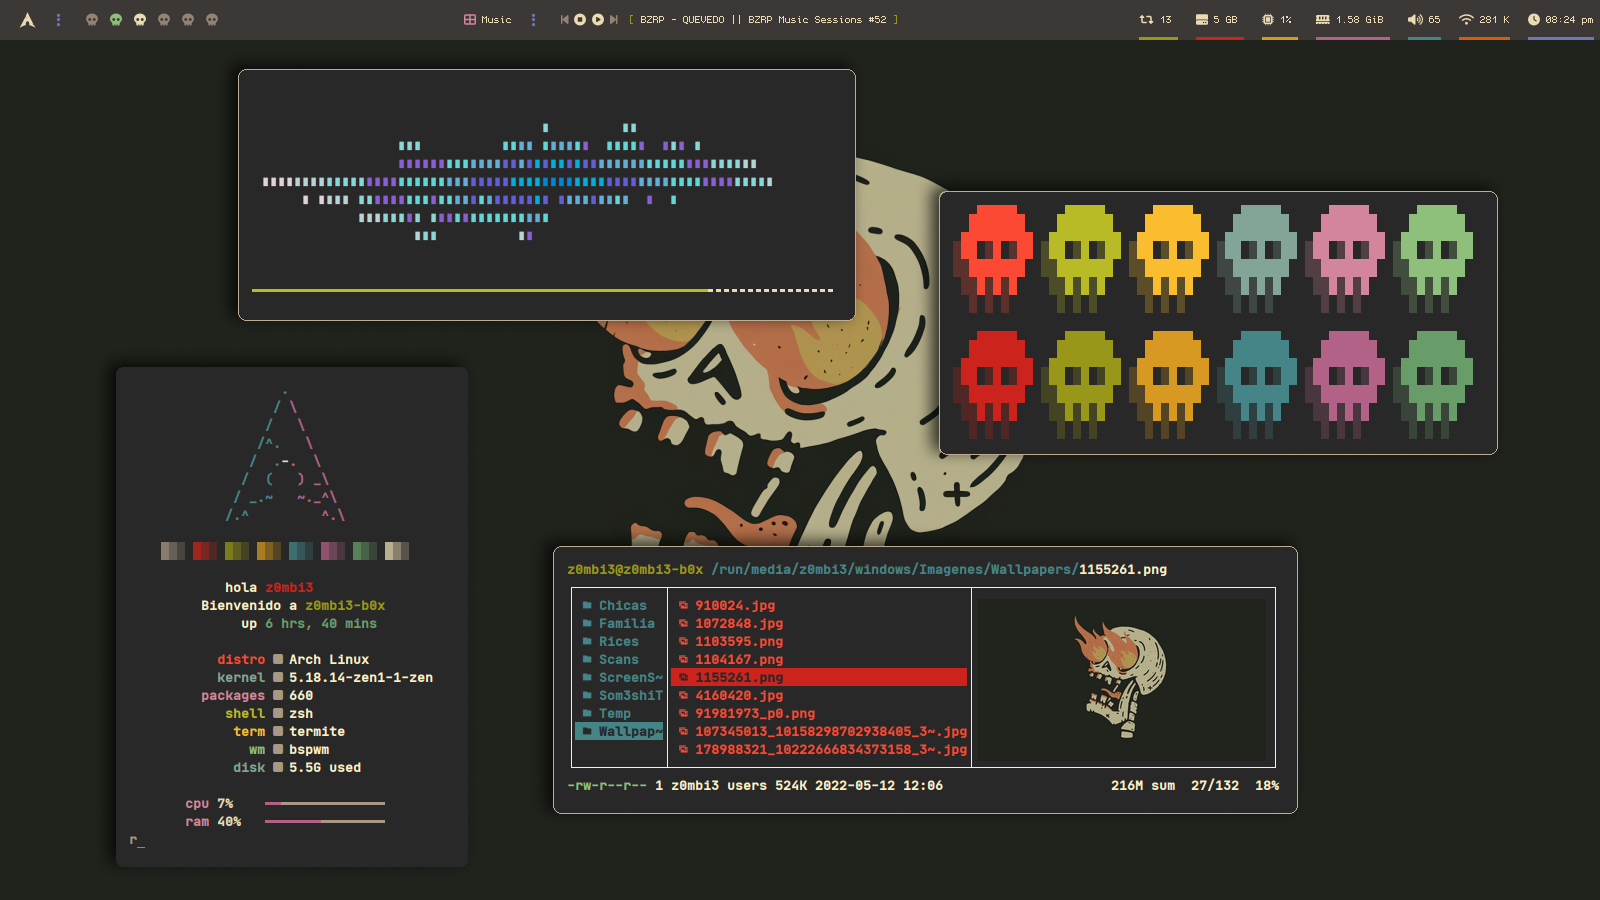 Music
[ BZRP - QUEVEDO || BZRP Music Sessions #52 ]
13
5 GB
1%
1.58 GiB
65
281 K
08:24 pm
hola z0mbi3
Bienvenido a z0mbi3-b0x
up 6 hrs, 40 mins
distro Arch Linux
kernel 5.18.14-zen1-1-zen
packages 660
shell zsh
term termite
wm bspwm
disk 5.5G used
cpu 7%
ram 40%
r_
z0mbi3@z0mbi3-b0x /run/media/z0mbi3/windows/Imagenes/Wallpapers/1155261.png
Chicas
Familia
Rices
Scans
ScreenS~
Som3shiT
Temp
Wallpap~
910024.jpg
1072848.jpg
1103595.png
1104167.png
1155261.png
4160420.jpg
91981973_p0.png
107345013_10158298702938405_3~.jpg
178988321_10222666834373158_3~.jpg
-rw-r--r-- 1 z0mbi3 users 524K 2022-05-12 12:06 216M sum 27/132 18%